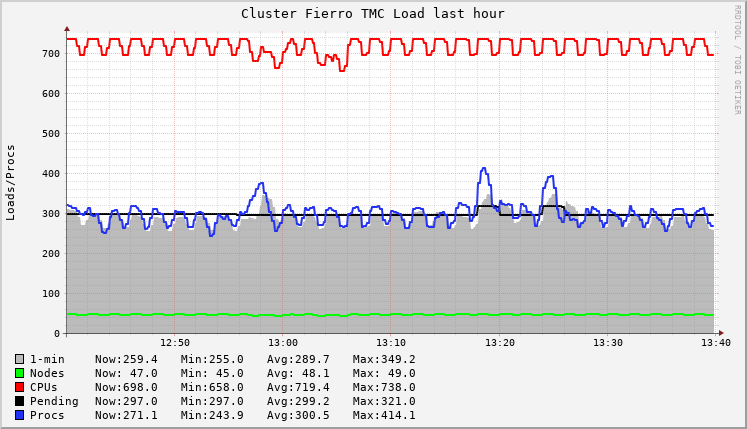 Cluster Fierro TMC Load last hour
RRDTOOL / TOBI OETIKER
Loads/Procs
700
600
500
400
300
200
100
0
12:50 13:00 13:10 13:20 13:30 13:40
1-min Now:259.4 Min:255.0 Avg:289.7 Max:349.2
Nodes Now: 47.0 Min: 45.0 Avg: 48.1 Max: 49.0
CPUs Now:698.0 Min:658.0 Avg:719.4 Max:738.0
Pending Now:297.0 Min:297.0 Avg:299.2 Max:321.0
Procs Now:271.1 Min:243.9 Avg:300.5 Max:414.1